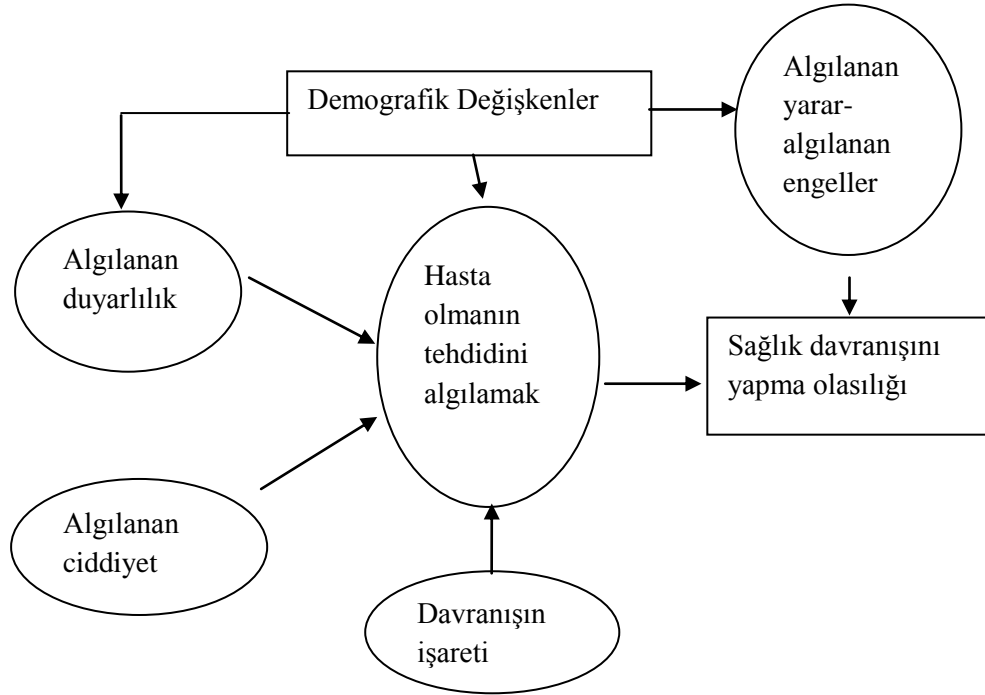 Demografik Değişkenler
Algılanan
yarar-
algılanan
engeller
Algılanan
duyarlılık
Hasta
olmanın
tehdidini
algılamak
Sağlık davranışını
yapma olasılığı
Algılanan
ciddiyet
Davranışın
işareti